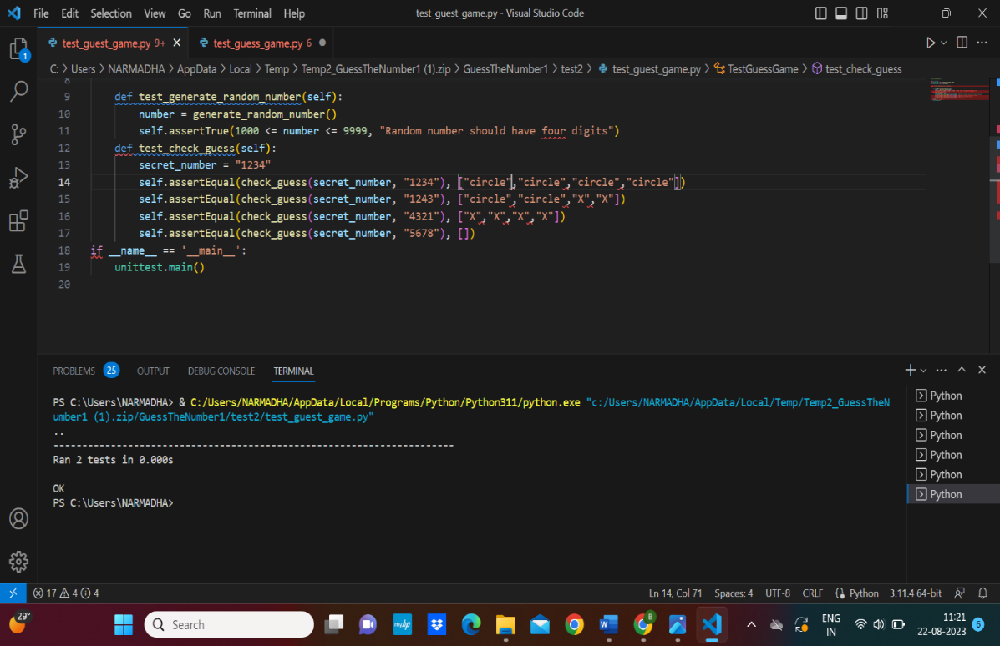 File Edit Selection View Go Run Terminal Help test_guest_game.py - Visual Studio Code
test_guest_game.py 9+ test_guess_game.py 6
1
C: > Users > NARMADHA > AppData > Local > Temp > Temp2_GuessTheNumber1 (1).zip > GuessTheNumber1 > test2 > test_guest_game.py > TestGuessGame > test_check_guess
8
9 def test_generate_random_number(self):
10 number = generate_random_number()
11 self.assertTrue(1000 <= number <= 9999, "Random number should have four digits")
12 def test_check_guess(self):
13 secret_number = "1234"
14 self.assertEqual(check_guess(secret_number, "1234"), ["circle","circle","circle","circle"])
15 self.assertEqual(check_guess(secret_number, "1243"), ["circle","circle","X","X"])
16 self.assertEqual(check_guess(secret_number, "4321"), ["X","X","X","X"])
17 self.assertEqual(check_guess(secret_number, "5678"), [])
18 if __name__ == '__main__':
19 unittest.main()
20
PROBLEMS 25 OUTPUT DEBUG CONSOLE TERMINAL
PS C:\Users\NARMADHA> & C:/Users/NARMADHA/AppData/Local/Programs/Python/Python311/python.exe "c:/Users/NARMADHA/AppData/Local/Temp/Temp2_GuessTheN
umber1 (1).zip/GuessTheNumber1/test2/test_guest_game.py"
..
----------------------------------------------------------------------
Ran 2 tests in 0.000s
OK
PS C:\Users\NARMADHA>
Python
Python
Python
Python
Python
Python
17 4 4 Ln 14, Col 71 Spaces: 4 UTF-8 CRLF Python 3.11.4 64-bit
29° Search myhp W B ENG 11:21
IN 22-08-2023 6